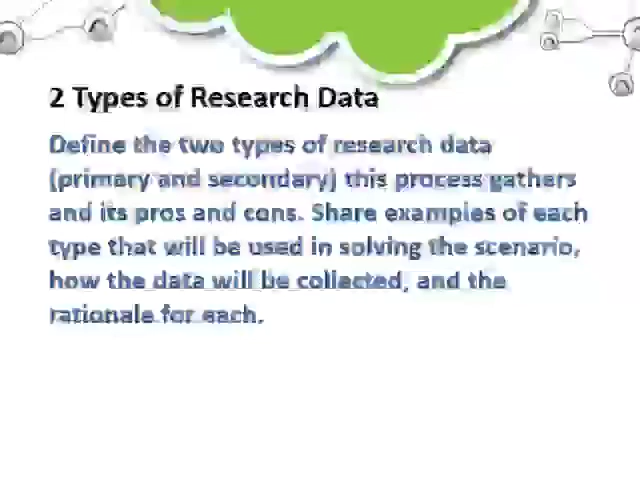 2 Types of Research Data
Define the two types of research data
(primary and secondary) this process gathers
and its pros and cons. Share examples of each
type that will be used in solving the scenario,
how the data will be collected, and the
rationale for each.